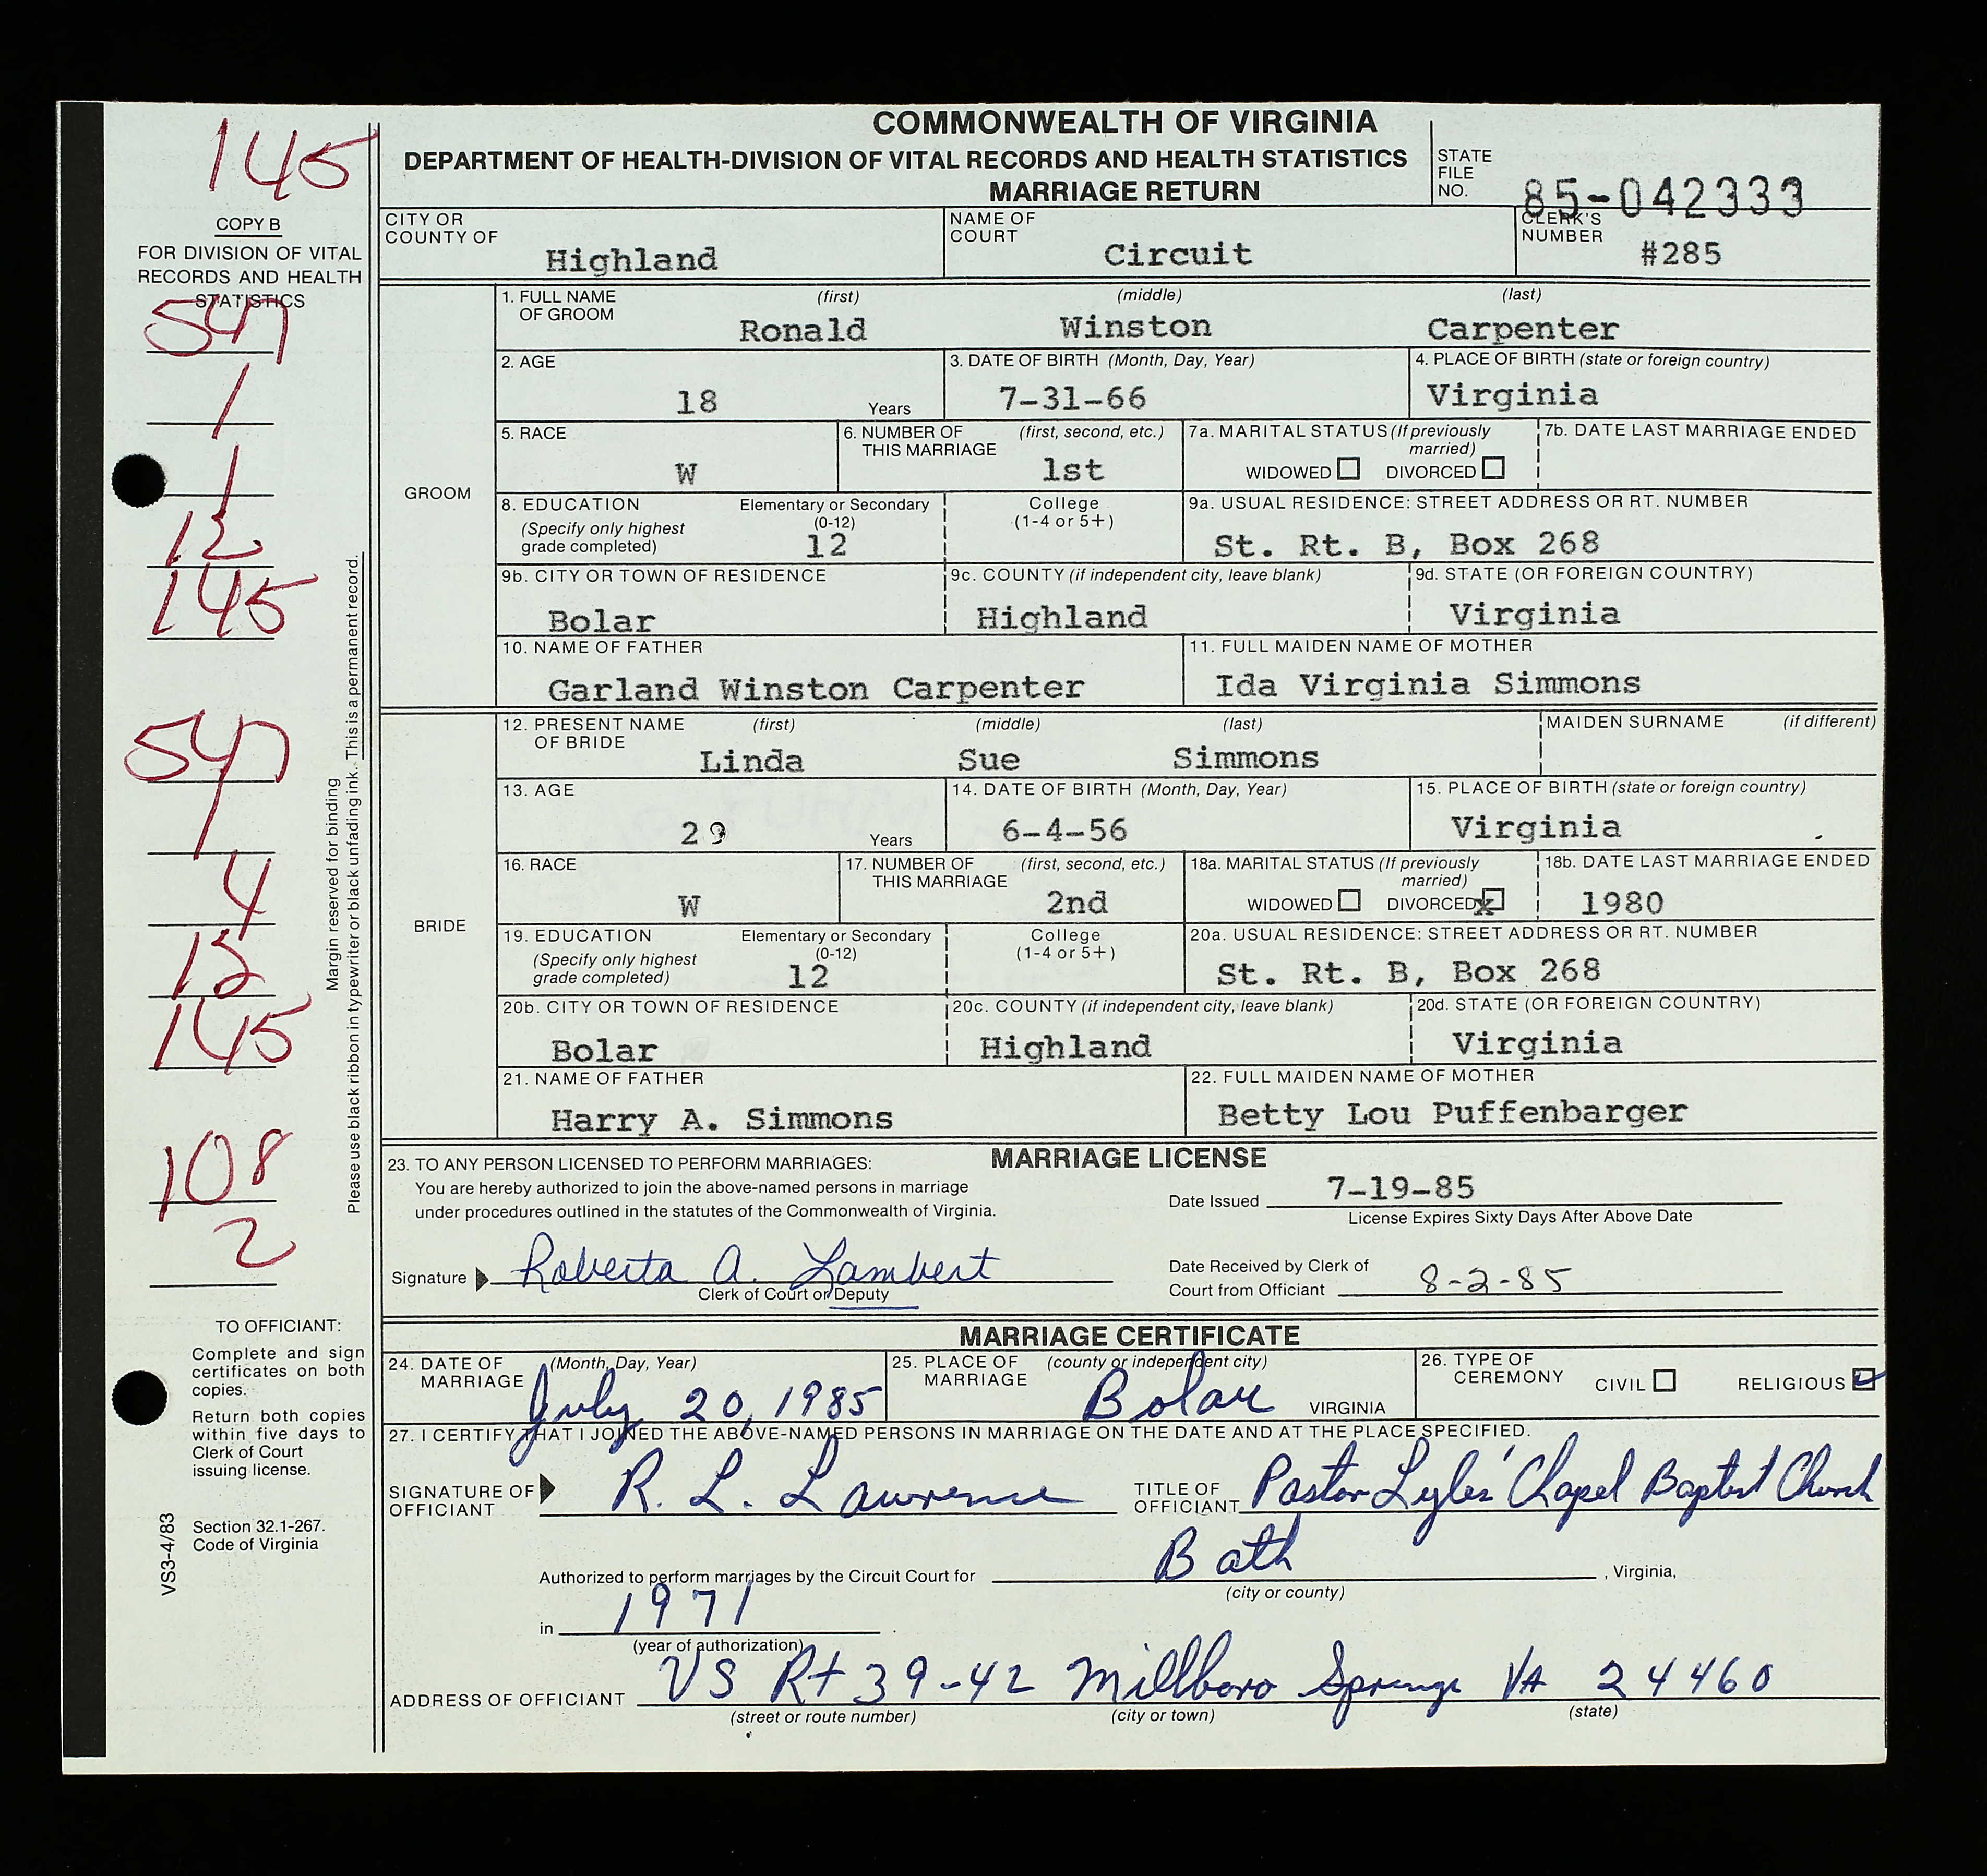 COMMONWEALTH OF VIRGINIA
DEPARTMENT OF HEALTH-DIVISION OF VITAL RECORDS AND HEALTH STATISTICS
MARRIAGE RETURN
STATE FILE NO. 85-042333
145
COPY B
FOR DIVISION OF VITAL
RECORDS AND HEALTH
STATISTICS
547
1
1
12
145
547
1
4
12
145
108
2
Margin reserved for binding
Please use black ribbon in typewriter or black unfading ink. This is a permanent record.
TO OFFICIANT:
Complete and sign
certificates on both
copies.
Return both copies
within five days to
Clerk of Court
issuing license.
Section 32.1-267.
Code of Virginia
VS3-4/83
CITY OR COUNTY OF Highland
NAME OF COURT Circuit
CLERK'S NUMBER #285
GROOM
1. FULL NAME OF GROOM (first) Ronald (middle) Winston (last) Carpenter
2. AGE 18 Years
3. DATE OF BIRTH (Month, Day, Year) 7-31-66
4. PLACE OF BIRTH (state or foreign country) Virginia
5. RACE W
6. NUMBER OF THIS MARRIAGE (first, second, etc.) 1st
7a. MARITAL STATUS (If previously married) WIDOWED DIVORCED
7b. DATE LAST MARRIAGE ENDED
8. EDUCATION (Specify only highest grade completed) Elementary or Secondary (0-12) 12 College (1-4 or 5+)
9a. USUAL RESIDENCE: STREET ADDRESS OR RT. NUMBER St. Rt. B, Box 268
9b. CITY OR TOWN OF RESIDENCE Bolar
9c. COUNTY (if independent city, leave blank) Highland
9d. STATE (OR FOREIGN COUNTRY) Virginia
10. NAME OF FATHER Garland Winston Carpenter
11. FULL MAIDEN NAME OF MOTHER Ida Virginia Simmons
BRIDE
12. PRESENT NAME OF BRIDE (first) Linda (middle) Sue (last) Simmons MAIDEN SURNAME (if different)
13. AGE 29 Years
14. DATE OF BIRTH (Month, Day, Year) 6-4-56
15. PLACE OF BIRTH (state or foreign country) Virginia
16. RACE W
17. NUMBER OF THIS MARRIAGE (first, second, etc.) 2nd
18a. MARITAL STATUS (If previously married) WIDOWED DIVORCED x
18b. DATE LAST MARRIAGE ENDED 1980
19. EDUCATION (Specify only highest grade completed) Elementary or Secondary (0-12) 12 College (1-4 or 5+)
20a. USUAL RESIDENCE: STREET ADDRESS OR RT. NUMBER St. Rt. B, Box 268
20b. CITY OR TOWN OF RESIDENCE Bolar
20c. COUNTY (if independent city, leave blank) Highland
20d. STATE (OR FOREIGN COUNTRY) Virginia
21. NAME OF FATHER Harry A. Simmons
22. FULL MAIDEN NAME OF MOTHER Betty Lou Puffenbarger
MARRIAGE LICENSE
23. TO ANY PERSON LICENSED TO PERFORM MARRIAGES:
You are hereby authorized to join the above-named persons in marriage
under procedures outlined in the statutes of the Commonwealth of Virginia.
Date Issued 7-19-85
License Expires Sixty Days After Above Date
Signature Roberta A. Lambert
Clerk of Court or Deputy
Date Received by Clerk of
Court from Officiant 8-2-85
MARRIAGE CERTIFICATE
24. DATE OF MARRIAGE (Month, Day, Year) July 20, 1985
25. PLACE OF MARRIAGE (county or independent city) Bolar VIRGINIA
26. TYPE OF CEREMONY CIVIL RELIGIOUS
27. I CERTIFY THAT I JOINED THE ABOVE-NAMED PERSONS IN MARRIAGE ON THE DATE AND AT THE PLACE SPECIFIED.
SIGNATURE OF OFFICIANT R. L. Lawrence
TITLE OF OFFICIANT Pastor Lyles' Chapel Baptist Church
Authorized to perform marriages by the Circuit Court for Bath, Virginia,
(city or county)
in 1971.
(year of authorization)
ADDRESS OF OFFICIANT VS Rt 39-42 Millboro Springs VA 24460
(street or route number) (city or town) (state)